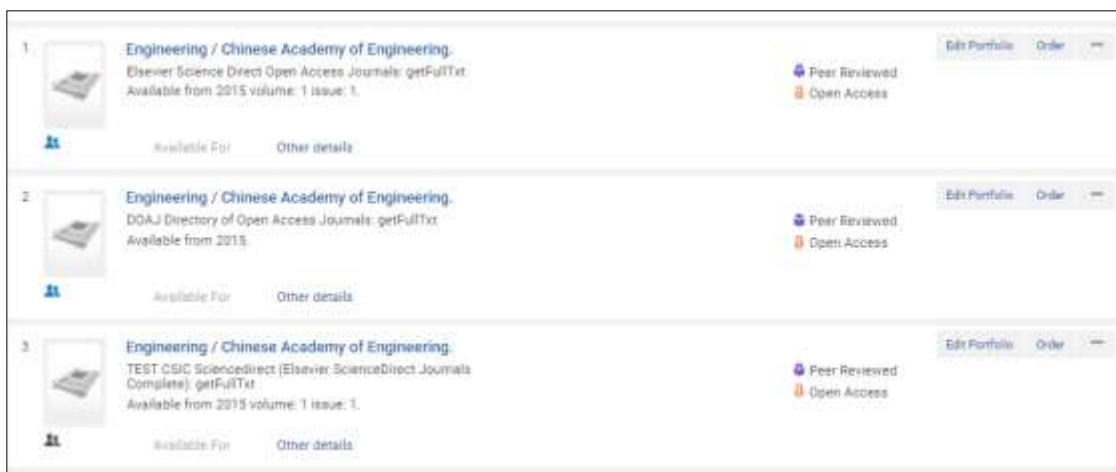 1
Engineering / Chinese Academy of Engineering.
Edit Portfolio Order
Elsevier Science Direct Open Access Journals: getFullTxt
Peer Reviewed
Available from 2015 volume: 1 issue: 1.
Open Access
Available For Other details
2
Engineering / Chinese Academy of Engineering.
Edit Portfolio Order
DOAJ Directory of Open Access Journals: getFullTxt
Peer Reviewed
Available from 2015.
Open Access
Available For Other details
3
Engineering / Chinese Academy of Engineering.
Edit Portfolio Order
TEST CSIC Sciencedirect (Elsevier ScienceDirect Journals
Peer Reviewed
Complete): getFullTxt
Open Access
Available from 2015 volume: 1 issue: 1.
Available For Other details